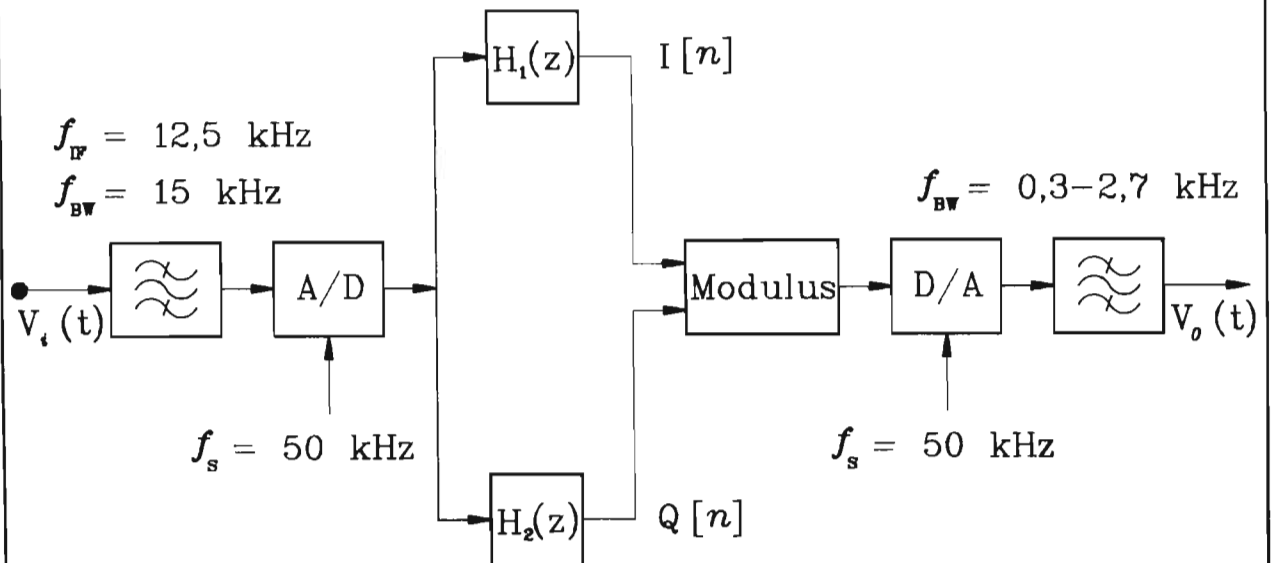 H₁(z)
I[n]
f_IF = 12,5 kHz
f_BW = 15 kHz
f_BW = 0,3–2,7 kHz
A/D
Modulus
D/A
V_i(t)
V_o(t)
f_s = 50 kHz
f_s = 50 kHz
H₂(z)
Q[n]